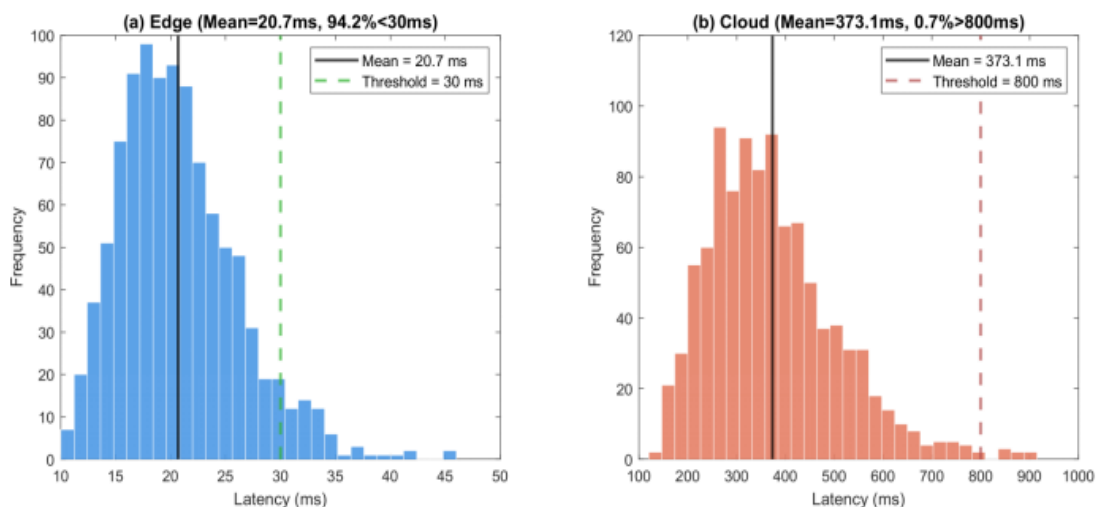 (a) Edge (Mean=20.7ms, 94.2%<30ms)
100
90
80
70
60
50
40
30
20
10
0
Frequency
Mean = 20.7 ms
Threshold = 30 ms
10 15 20 25 30 35 40 45 50
Latency (ms)
(b) Cloud (Mean=373.1ms, 0.7%>800ms)
120
100
80
60
40
20
0
Frequency
Mean = 373.1 ms
Threshold = 800 ms
100 200 300 400 500 600 700 800 900 1000
Latency (ms)